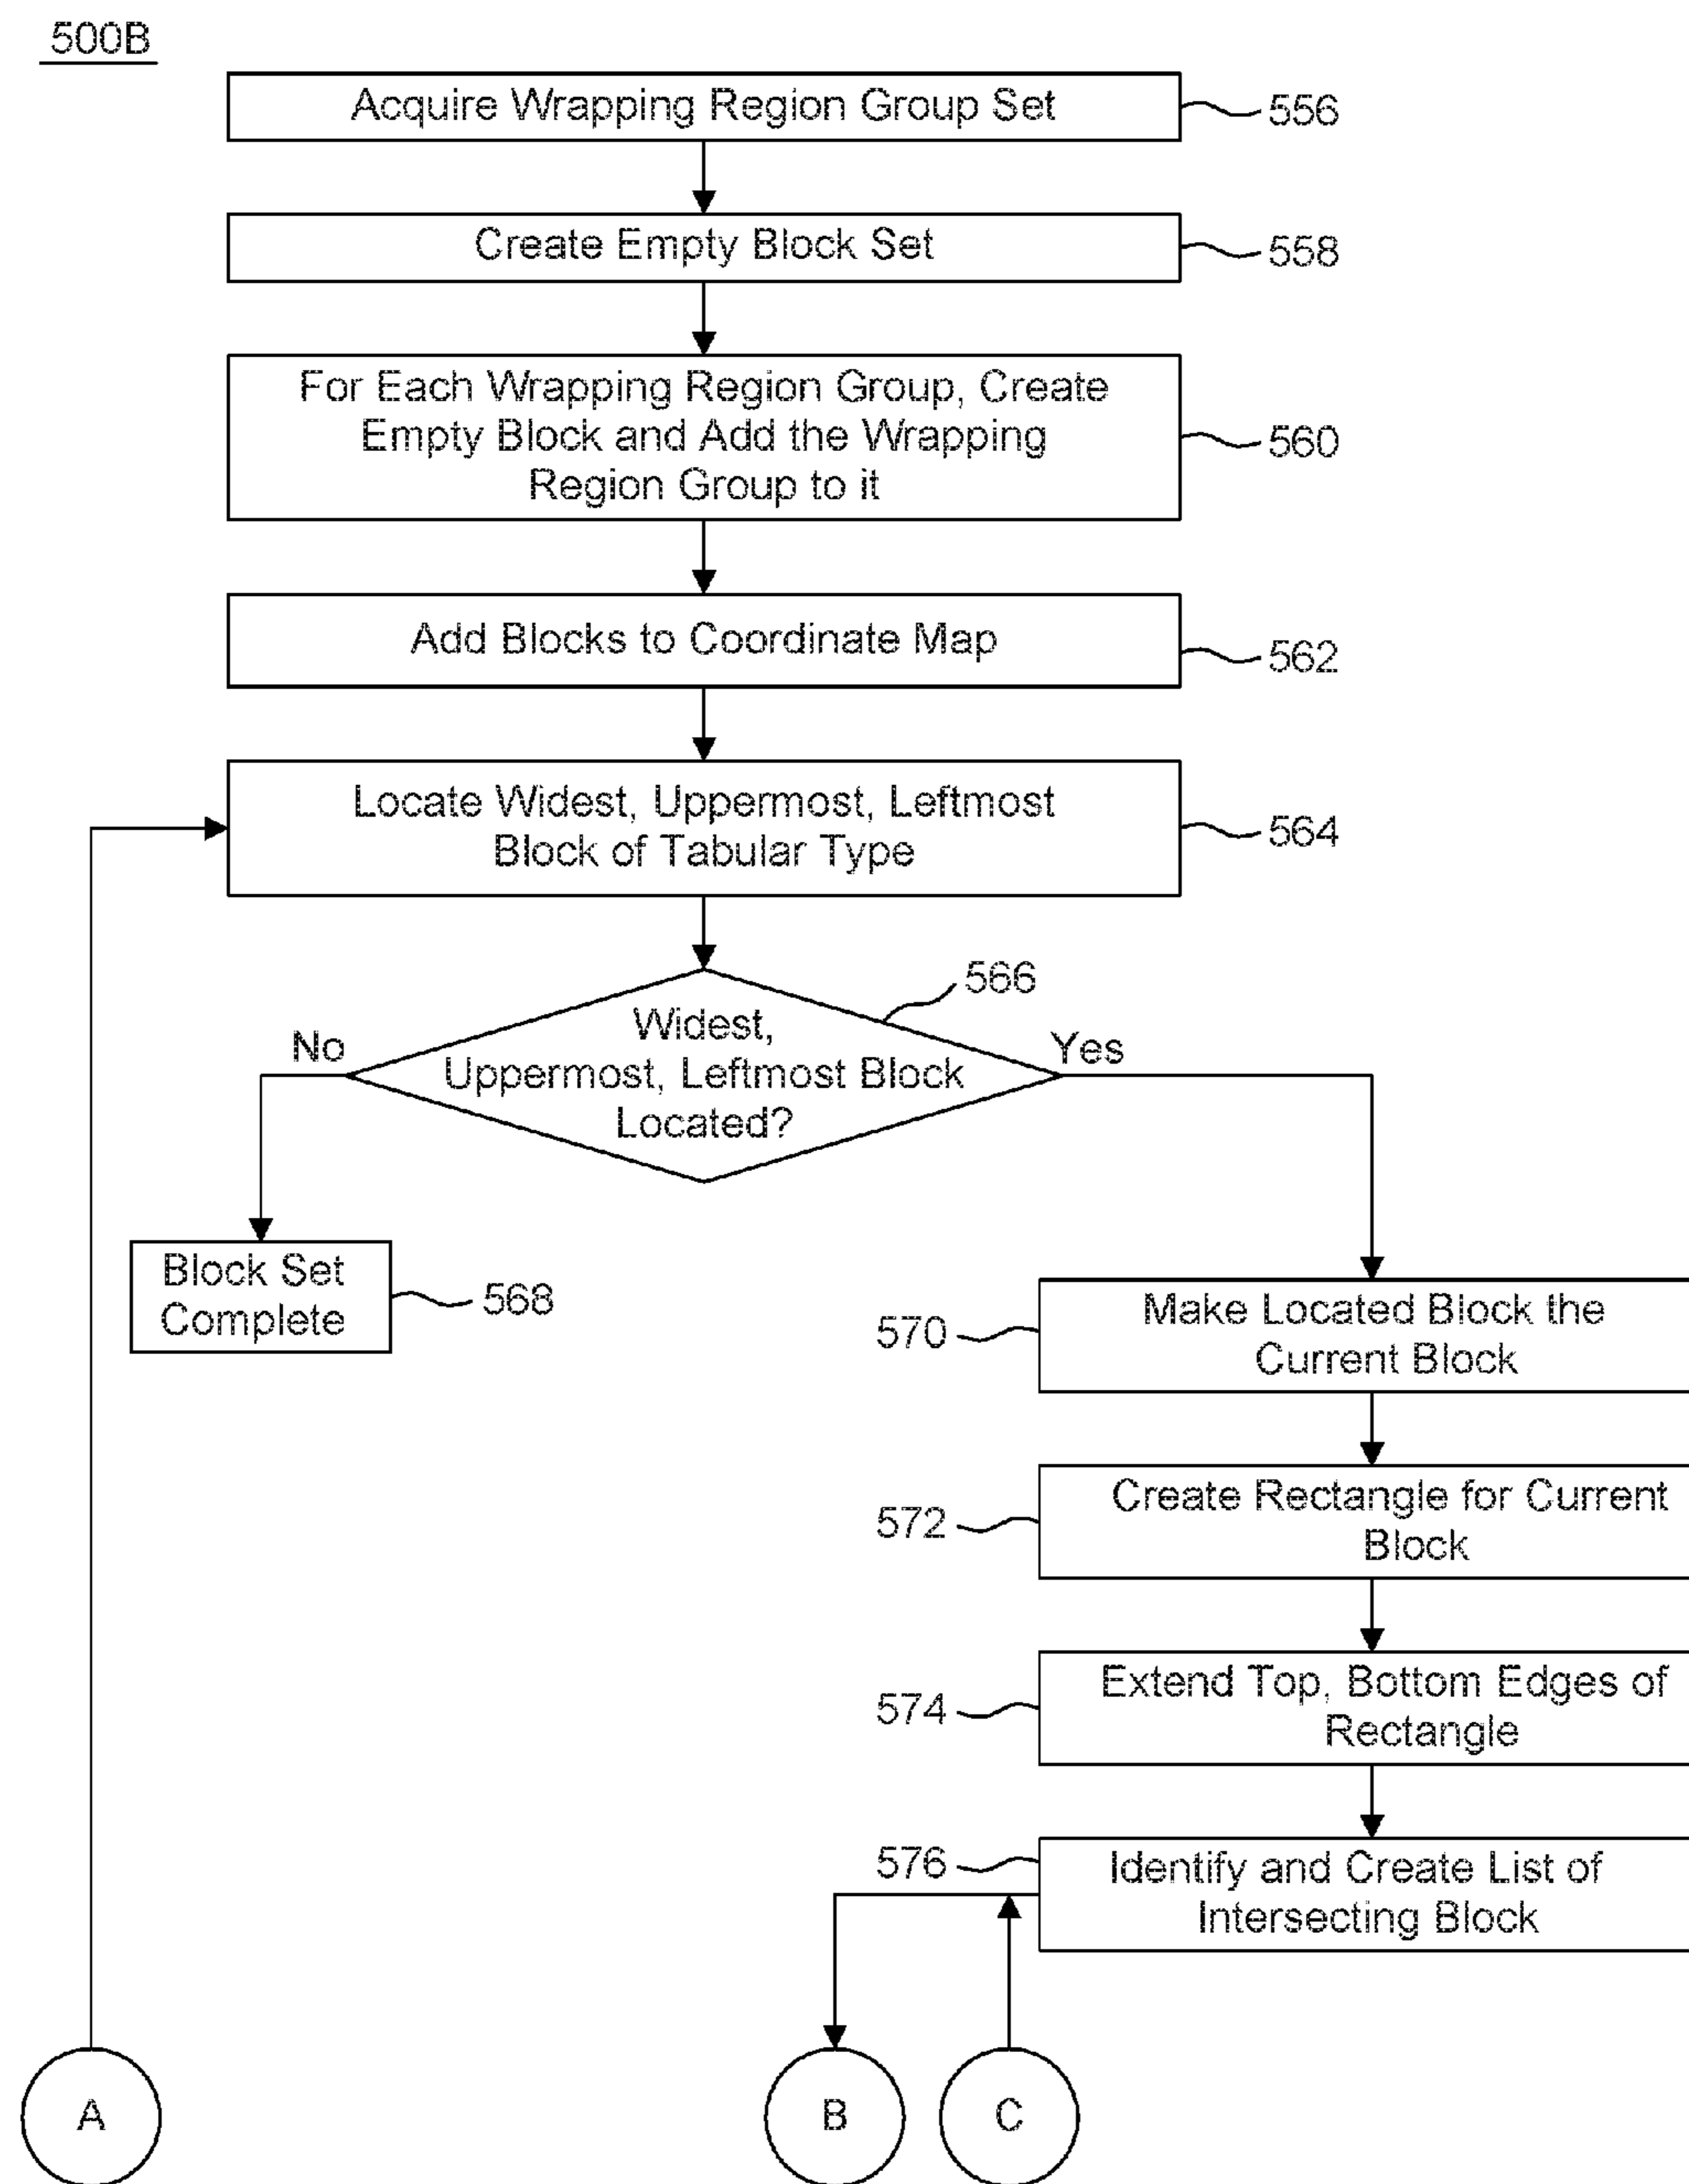 500B
Acquire Wrapping Region Group Set
556
Create Empty Block Set
558
For Each Wrapping Region Group, Create
Empty Block and Add the Wrapping
Region Group to it
560
Add Blocks to Coordinate Map
562
Locate Widest, Uppermost, Leftmost
Block of Tabular Type
564
566
Widest,
Uppermost, Leftmost Block
Located?
No
Yes
Block Set
Complete
568
570
Make Located Block the
Current Block
572
Create Rectangle for Current
Block
574
Extend Top, Bottom Edges of
Rectangle
576
Identify and Create List of
Intersecting Block
A
B
C